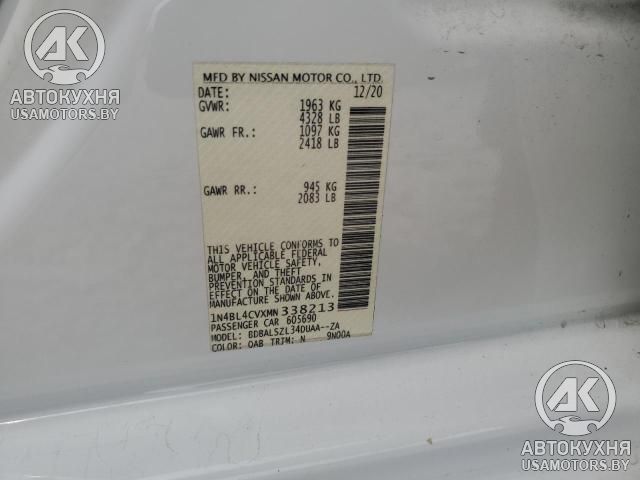 AK
АВТОКУХНЯ
USAMOTORS.BY
MFD BY NISSAN MOTOR CO., LTD.
DATE: 12/20
GVWR: 1963 KG
4328 LB
GAWR FR.: 1097 KG
2418 LB
GAWR RR.: 945 KG
2083 LB
THIS VEHICLE CONFORMS TO
ALL APPLICABLE FEDERAL
MOTOR VEHICLE SAFETY,
BUMPER, AND THEFT
PREVENTION STANDARDS IN
EFFECT ON THE DATE OF
MANUFACTURE SHOWN ABOVE.
1N4BL4CVXMN 338213
PASSENGER CAR 605690
MODEL: BDBALSZL34DUAA--ZA
COLOR: QAB TRIM: N 9N00A
AK
АВТОКУХНЯ
USAMOTORS.BY